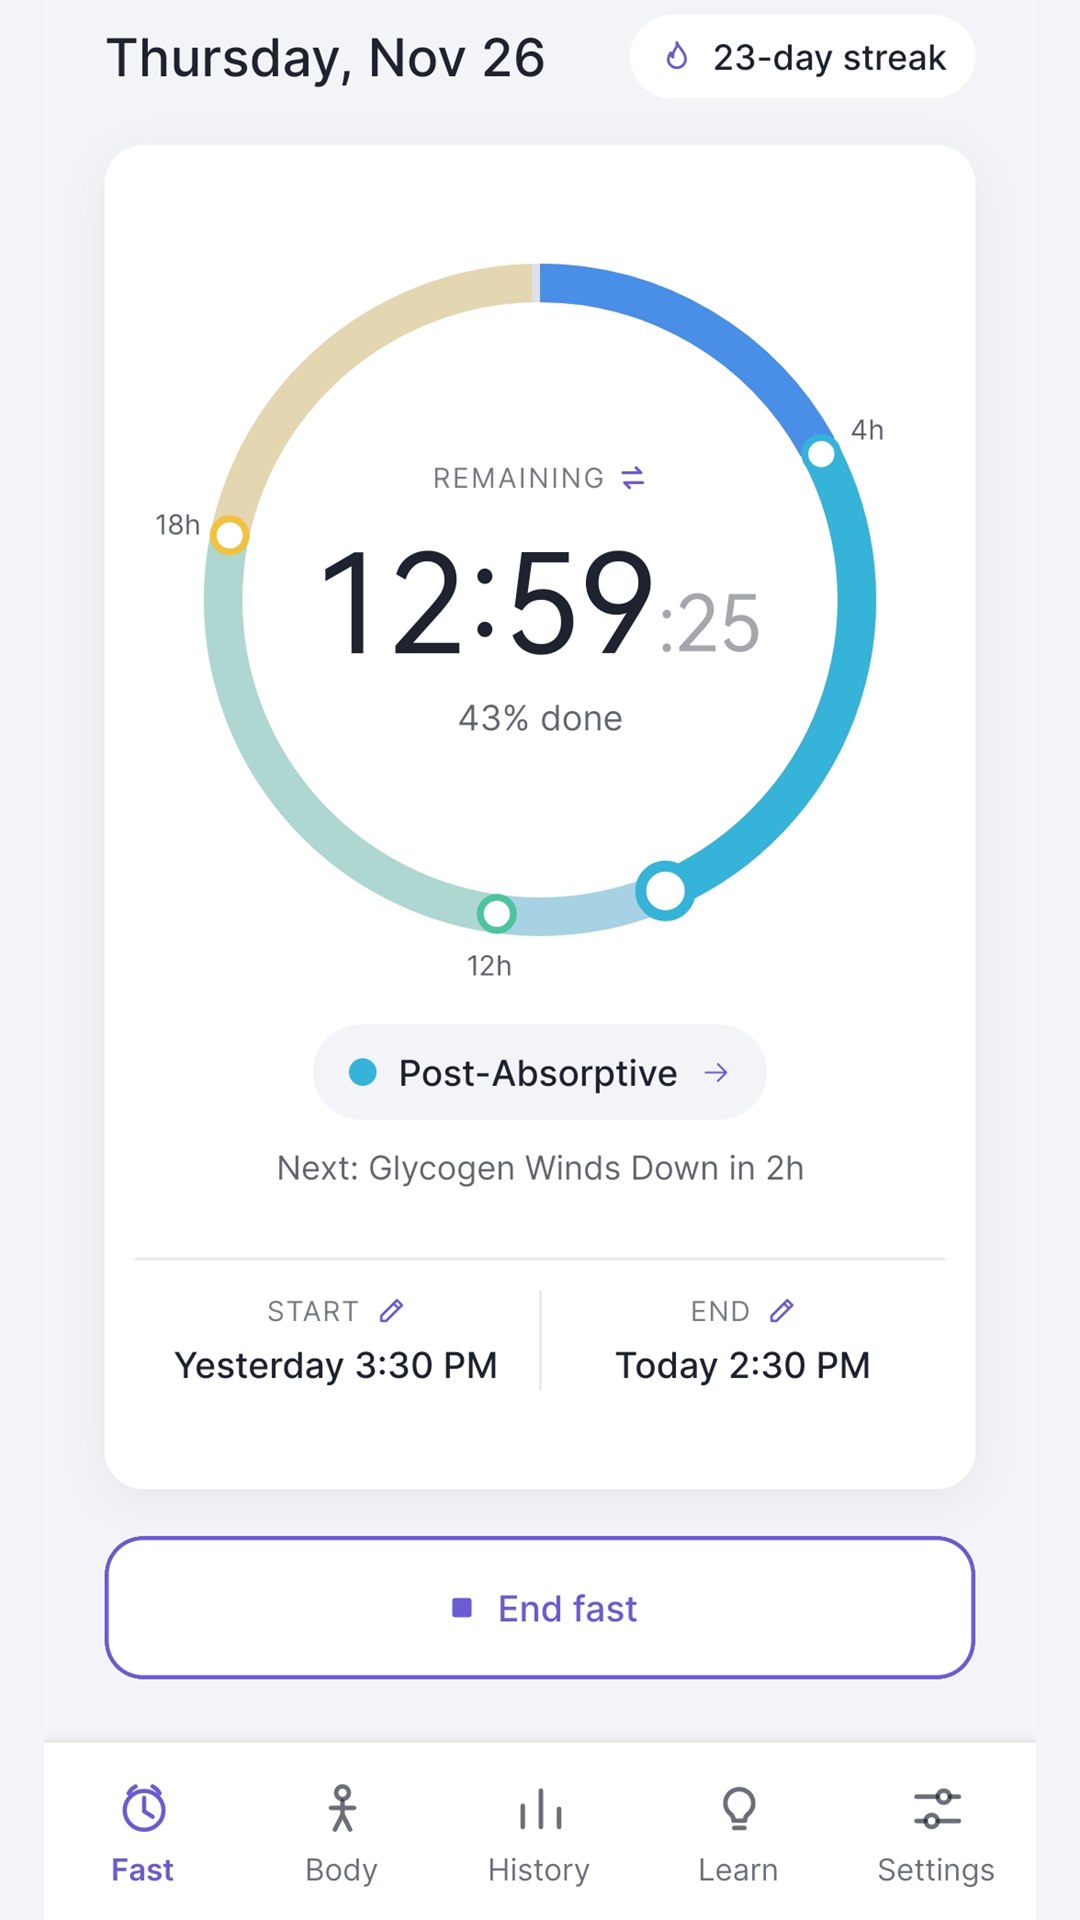 Thursday, Nov 26
23-day streak
4h
REMAINING
18h
12:59:25
43% done
12h
Post-Absorptive →
Next: Glycogen Winds Down in 2h
START
Yesterday 3:30 PM
END
Today 2:30 PM
End fast
Fast
Body
History
Learn
Settings